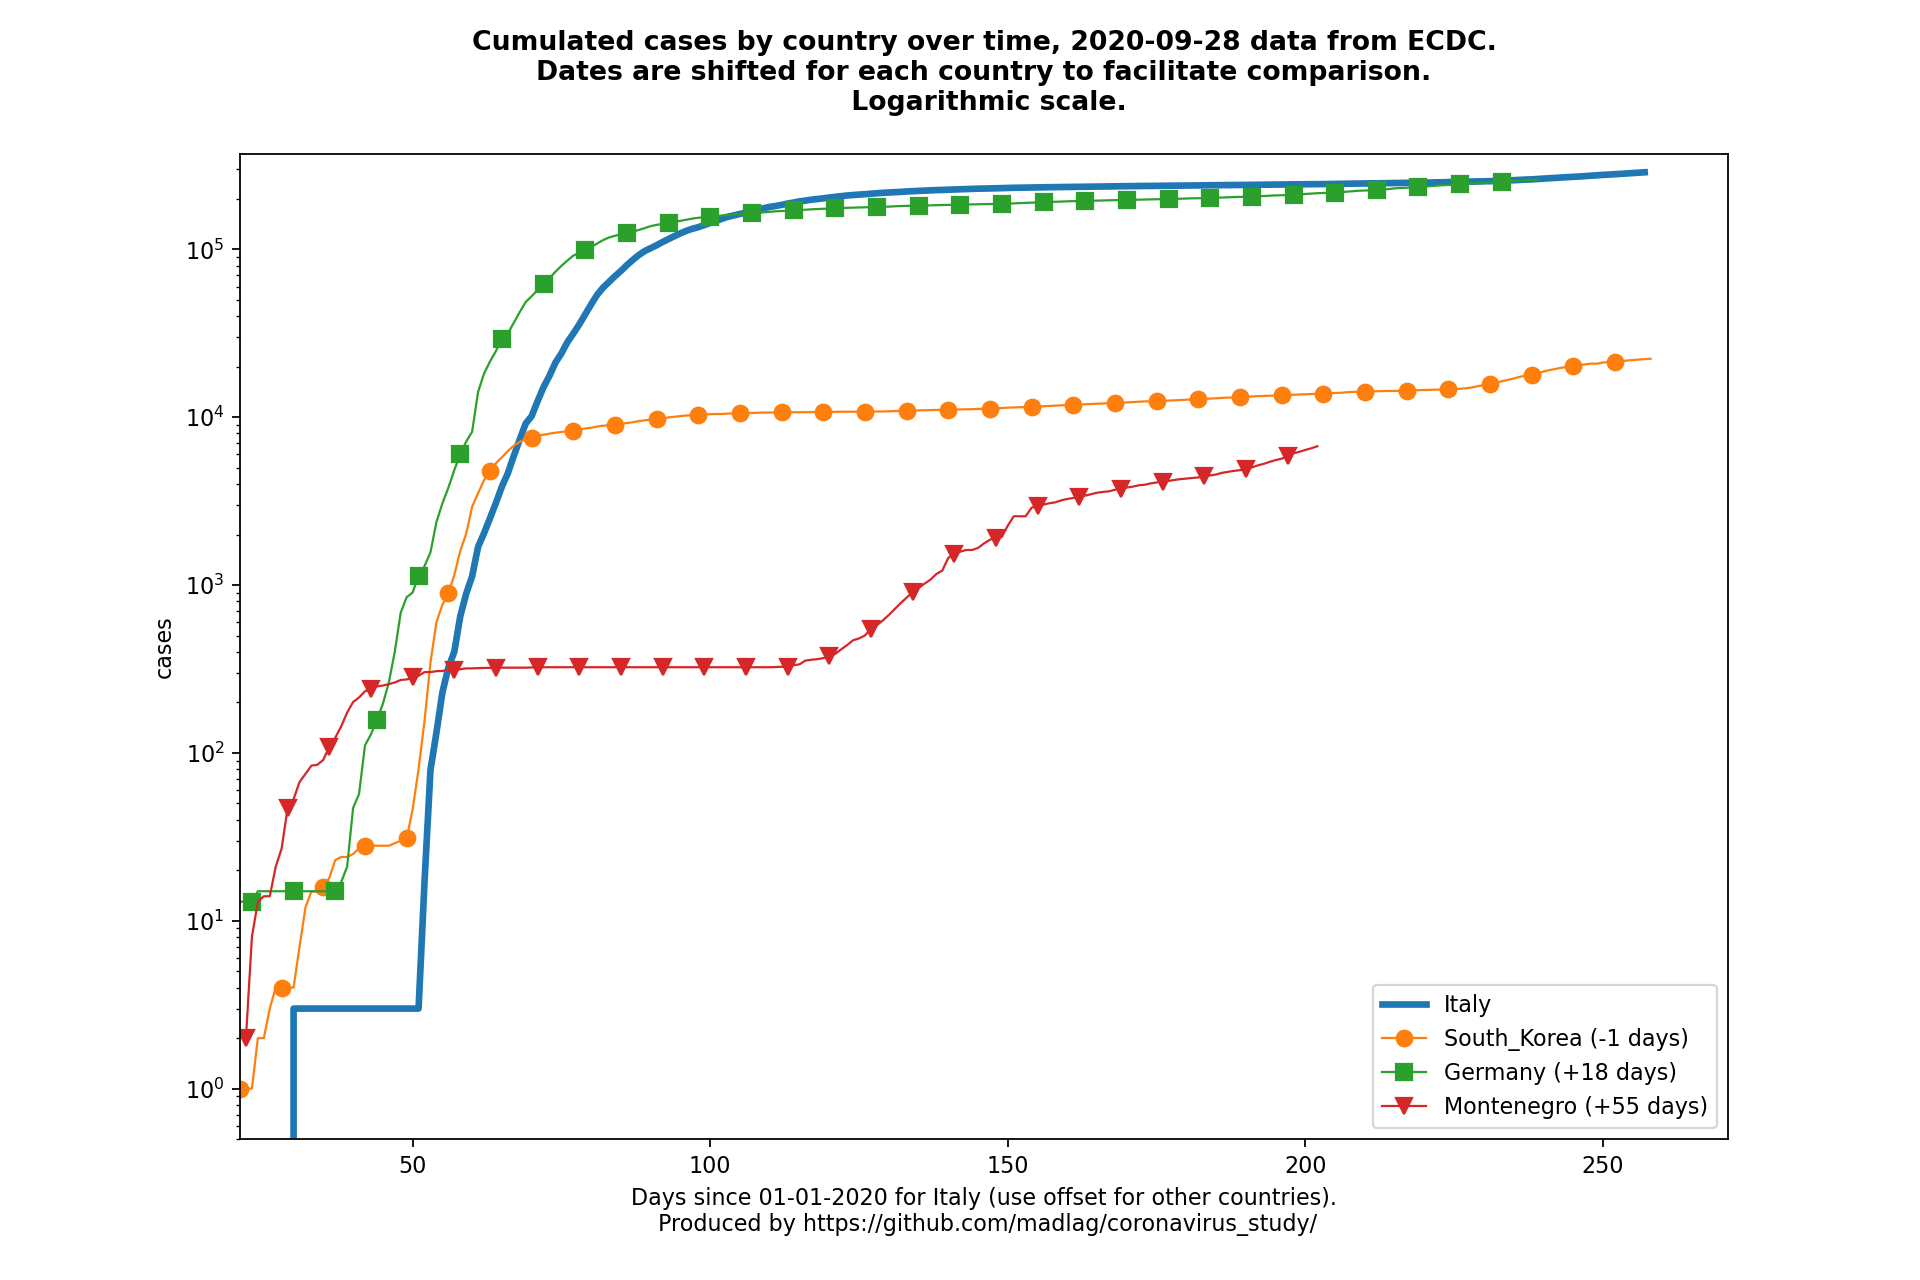 Cumulated cases by country over time, 2020-09-28 data from ECDC.
Dates are shifted for each country to facilitate comparison.
Logarithmic scale.
10^5
10^4
10^3
10^2
10^1
10^0
cases
Italy
South_Korea (-1 days)
Germany (+18 days)
Montenegro (+55 days)
50 100 150 200 250
Days since 01-01-2020 for Italy (use offset for other countries).
Produced by https://github.com/madlag/coronavirus_study/